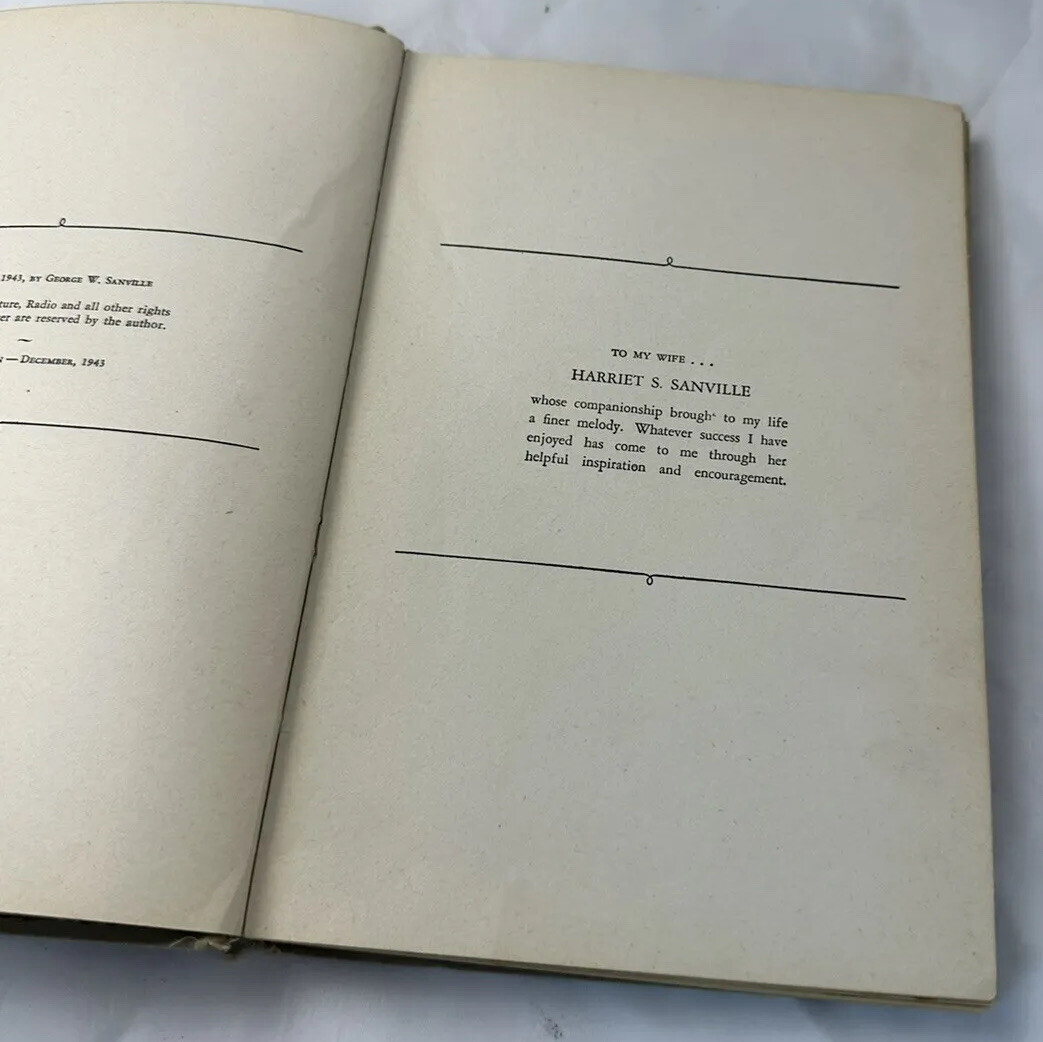 1943, by George W. Sanville
ture, Radio and all other rights
er are reserved by the author.
— December, 1943
TO MY WIFE . . .
HARRIET S. SANVILLE
whose companionship brought to my life
a finer melody. Whatever success I have
enjoyed has come to me through her
helpful inspiration and encouragement.